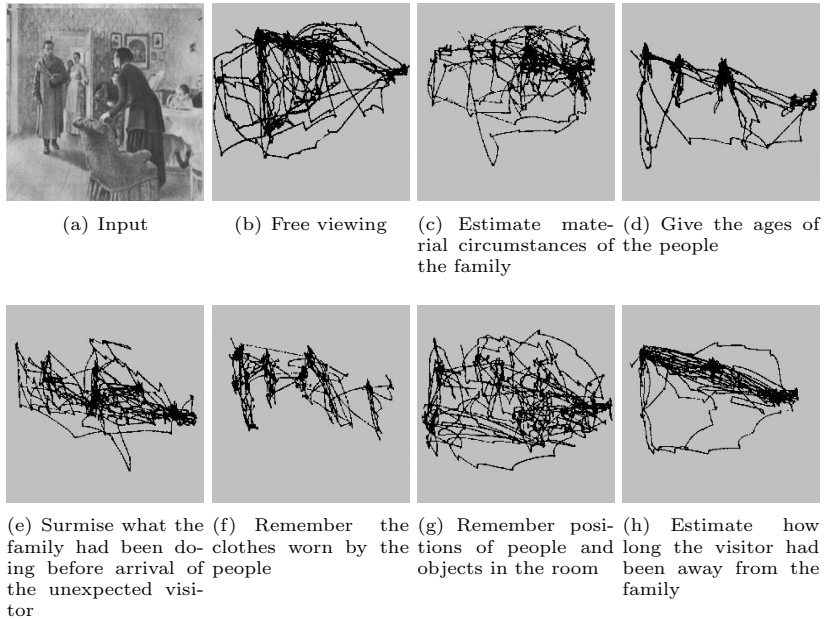 (a) Input
(b) Free viewing
(c) Estimate mate-
rial circumstances of
the family
(d) Give the ages of
the people
(e) Surmise what the
family had been do-
ing before arrival of
the unexpected visi-
tor
(f) Remember the
clothes worn by the
people
(g) Remember posi-
tions of people and
objects in the room
(h) Estimate how
long the visitor had
been away from the
family